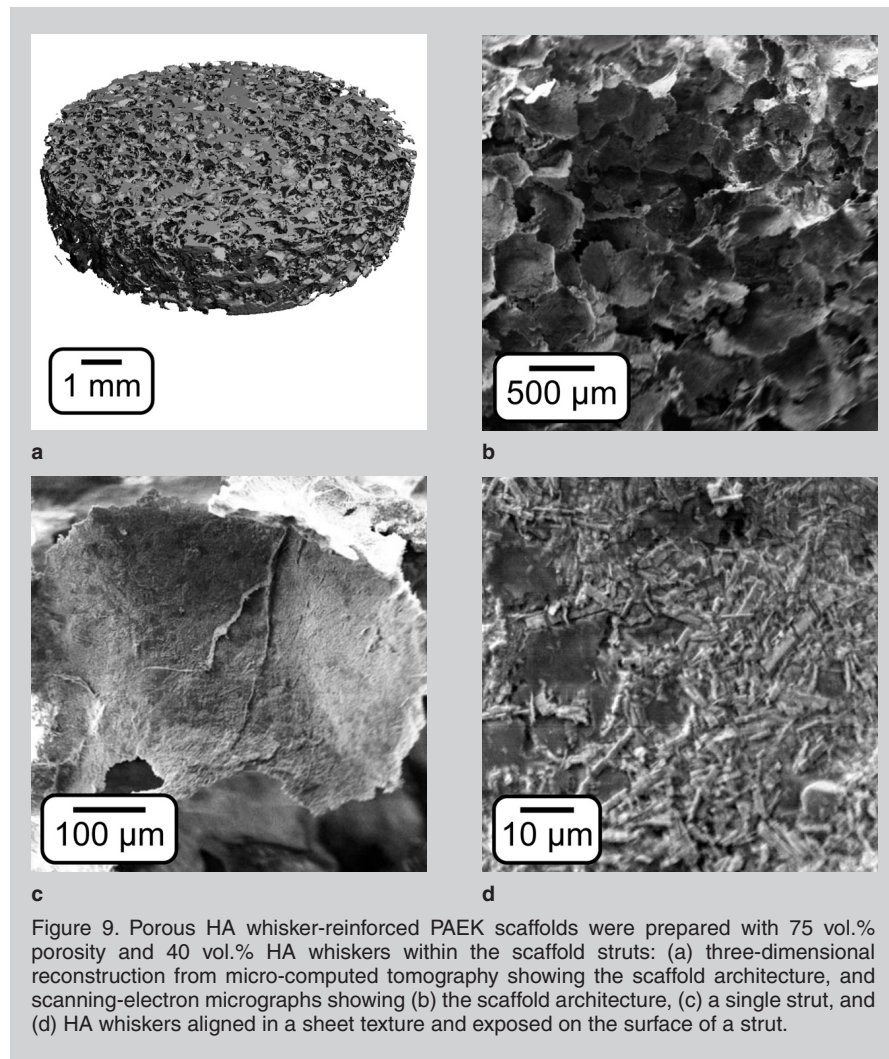 1 mm
500 µm
a
b
100 µm
10 µm
c
d
Figure 9. Porous HA whisker-reinforced PAEK scaffolds were prepared with 75 vol.%
porosity and 40 vol.% HA whiskers within the scaffold struts: (a) three-dimensional
reconstruction from micro-computed tomography showing the scaffold architecture, and
scanning-electron micrographs showing (b) the scaffold architecture, (c) a single strut, and
(d) HA whiskers aligned in a sheet texture and exposed on the surface of a strut.